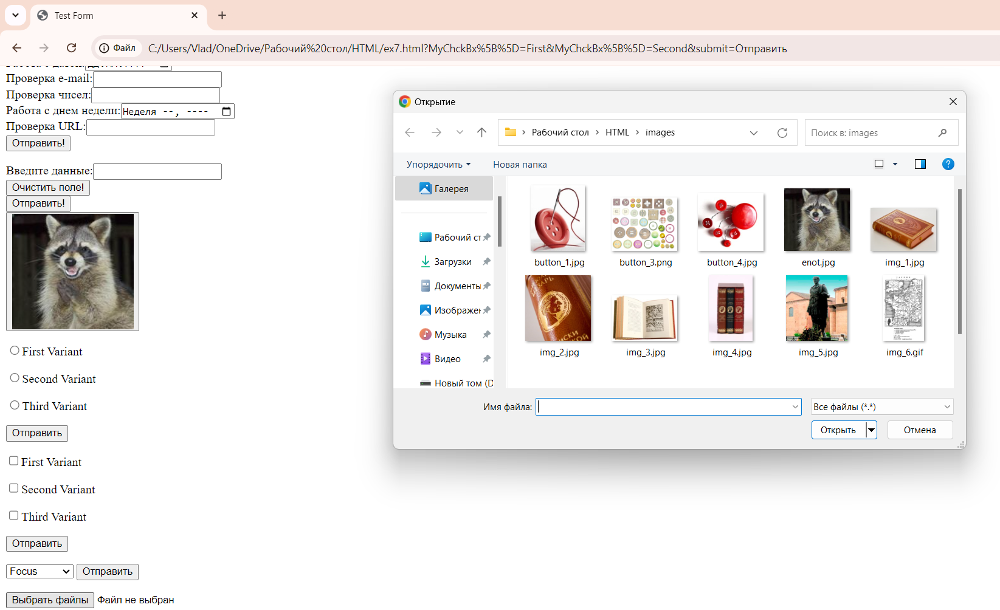 Test Form
Файл
C:/Users/Vlad/OneDrive/Рабочий%20стол/HTML/ex7.html?MyChckBx%5B%5D=First&MyChckBx%5B%5D=Second&submit=Отправить
Проверка e-mail:
Проверка чисел:
Работа с днем недели:
Неделя --, ----
Проверка URL:
Отправить!
Введите данные:
Очистить поле!
Отправить!
First Variant
Second Variant
Third Variant
Отправить
First Variant
Second Variant
Third Variant
Отправить
Focus
Отправить
Выбрать файлы
Файл не выбран
Открытие
Рабочий стол
HTML
images
Поиск в: images
Упорядочить
Новая папка
?
Галерея
Рабочий ст
Загрузки
Документы
Изображен
Музыка
Видео
Новый том (D
button_1.jpg
button_3.png
button_4.jpg
enot.jpg
img_1.jpg
img_2.jpg
img_3.jpg
img_4.jpg
img_5.jpg
img_6.gif
Имя файла:
Все файлы (*.*)
Открыть
Отмена